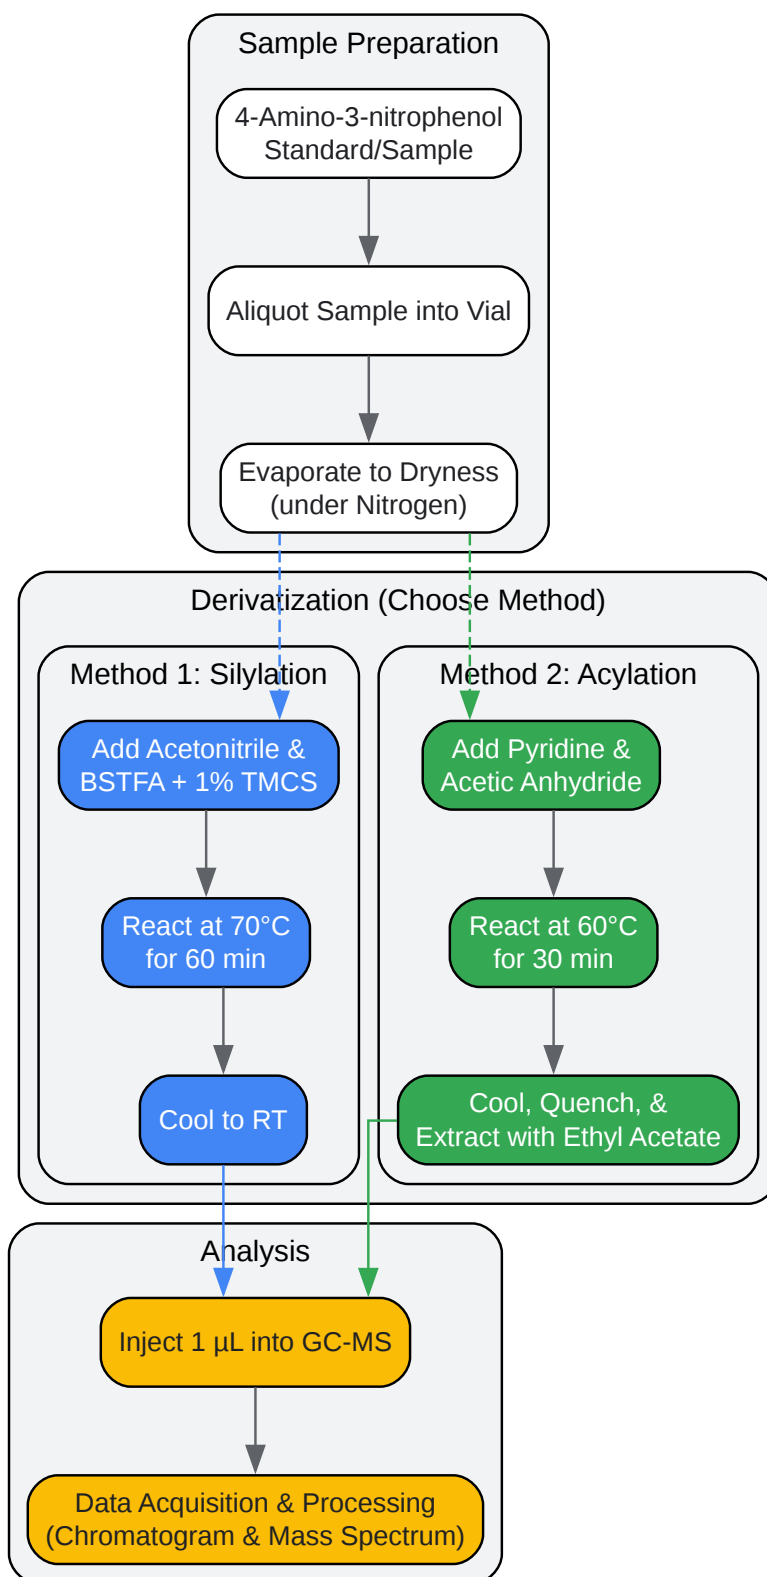 Sample Preparation
4-Amino-3-nitrophenol
Standard/Sample
Aliquot Sample into Vial
Evaporate to Dryness
(under Nitrogen)
Derivatization (Choose Method)
Method 1: Silylation
Add Acetonitrile &
BSTFA + 1% TMCS
React at 70°C
for 60 min
Cool to RT
Method 2: Acylation
Add Pyridine &
Acetic Anhydride
React at 60°C
for 30 min
Cool, Quench, &
Extract with Ethyl Acetate
Analysis
Inject 1 µL into GC-MS
Data Acquisition & Processing
(Chromatogram & Mass Spectrum)